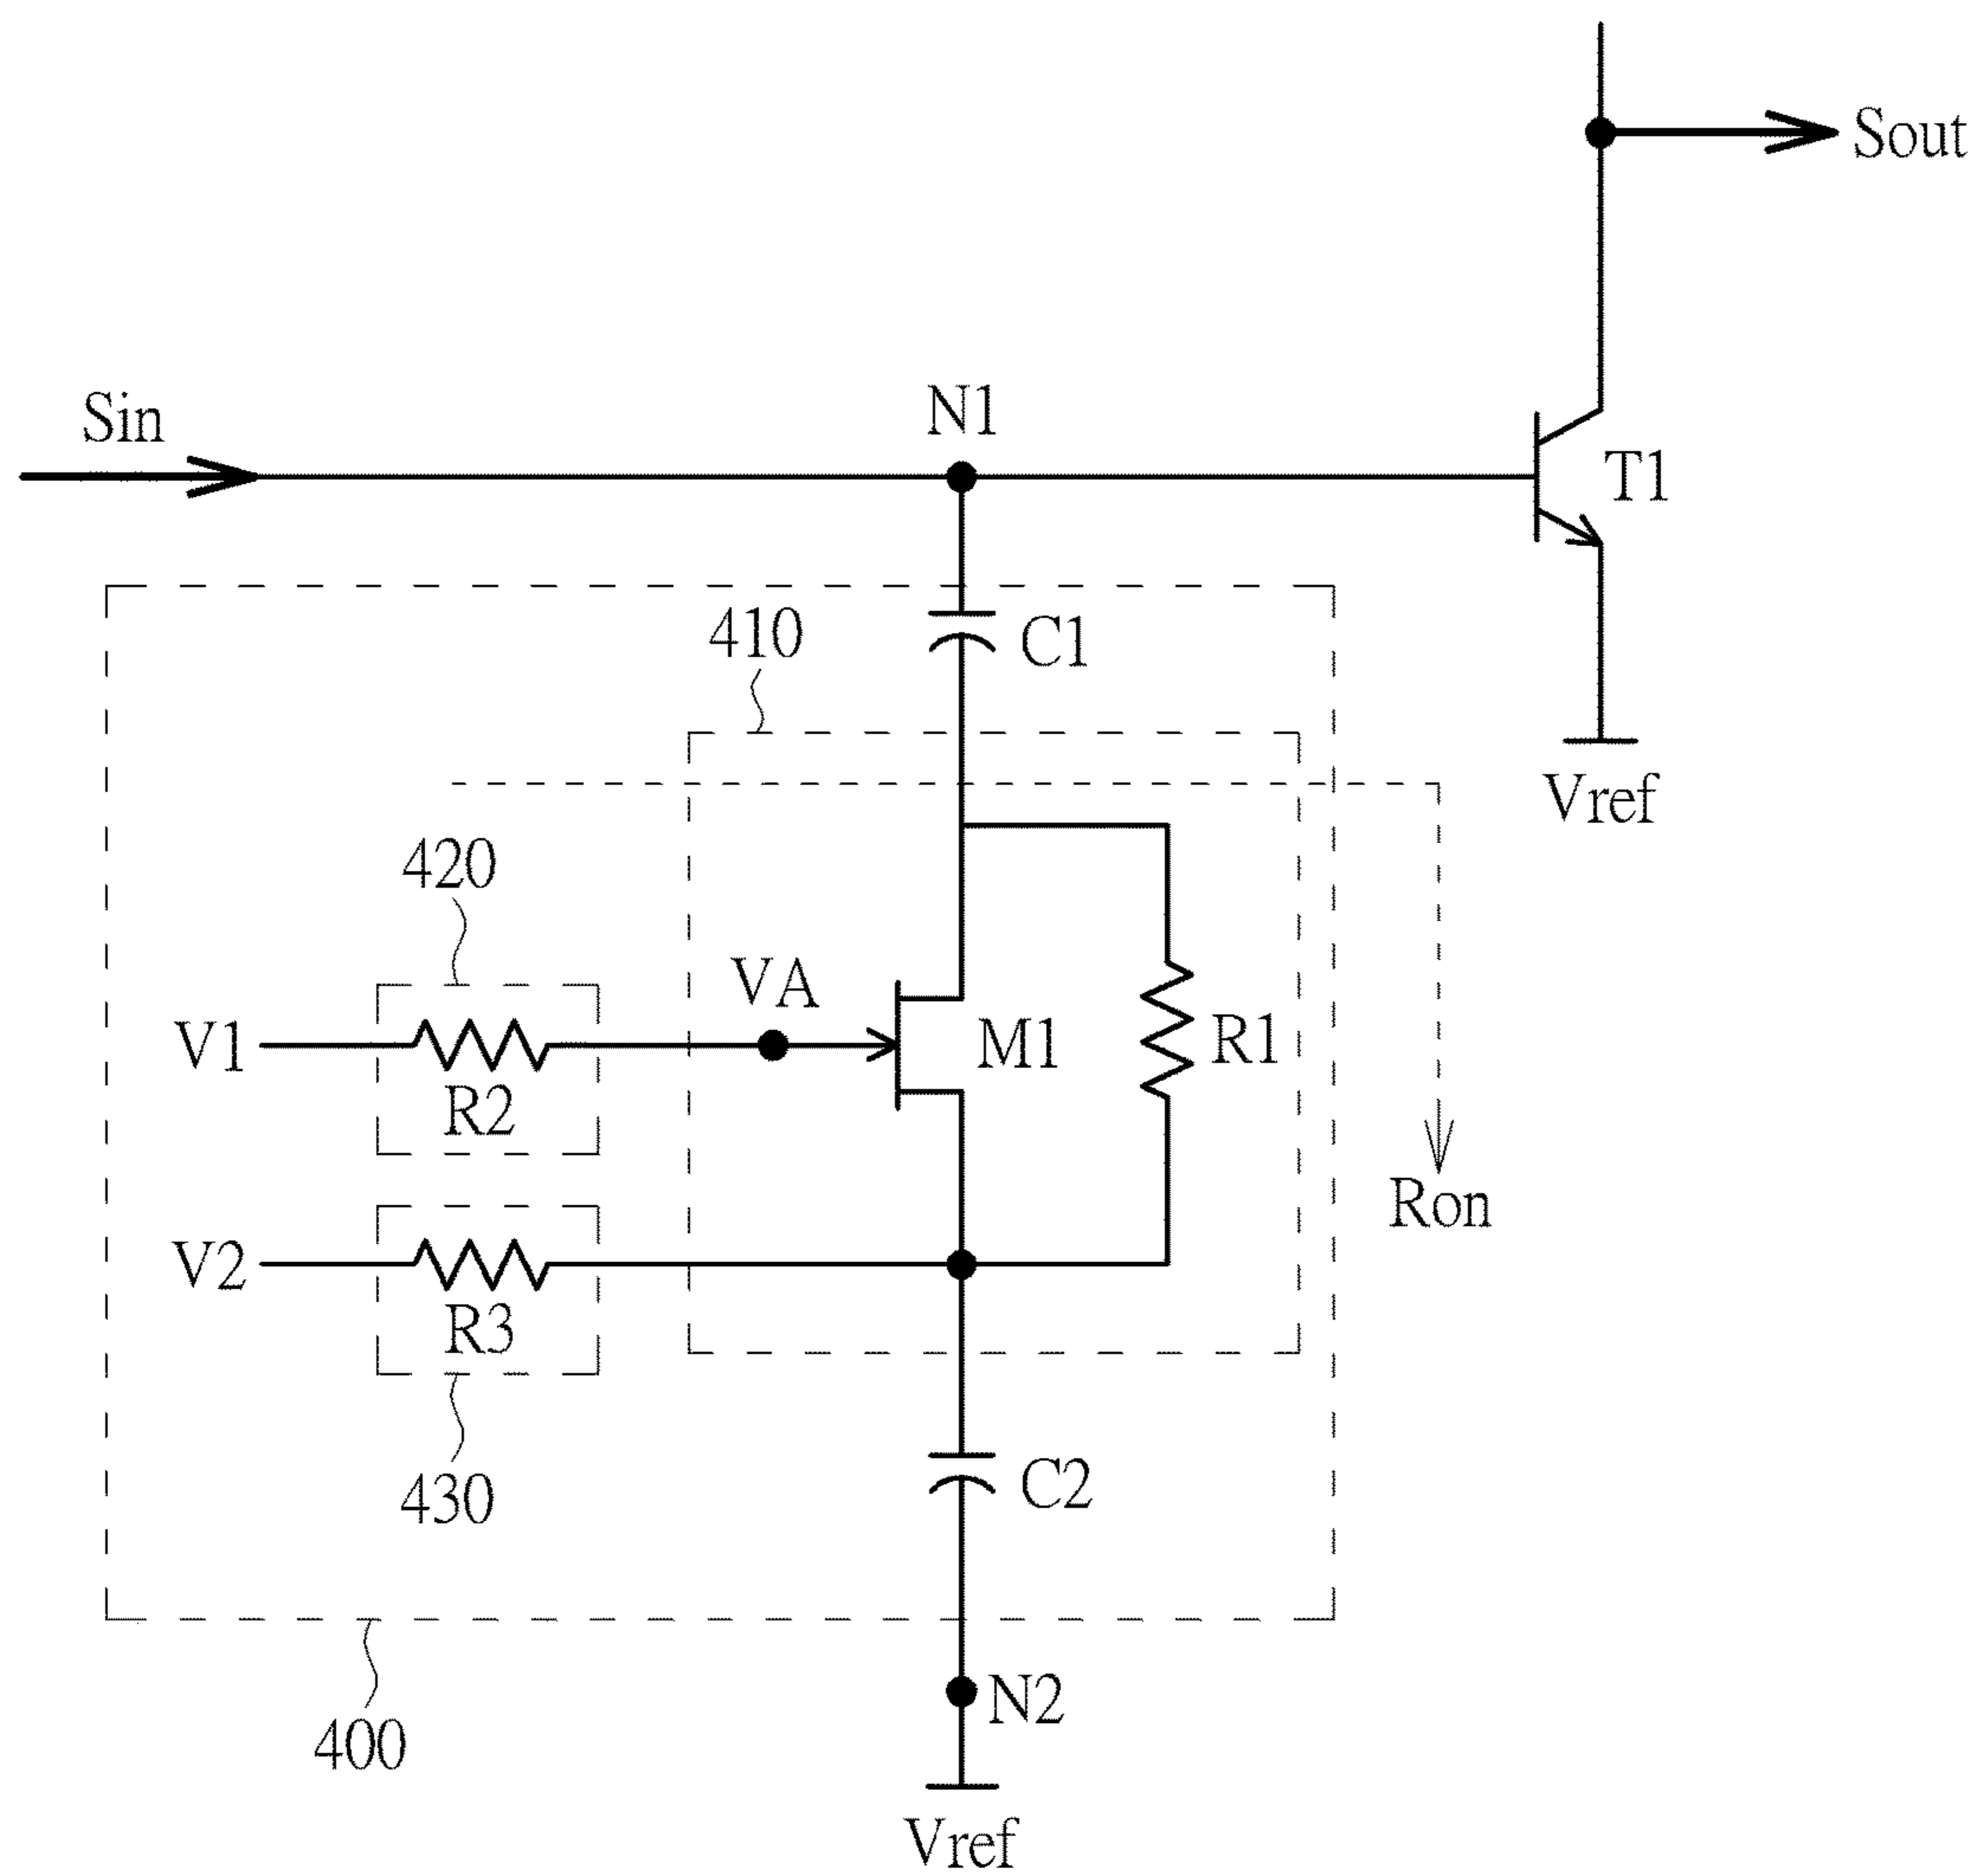 Sout
Sin
N1
T1
410
C1
Vref
420
VA
V1
M1
R1
R2
Ron
V2
R3
430
C2
N2
400
Vref